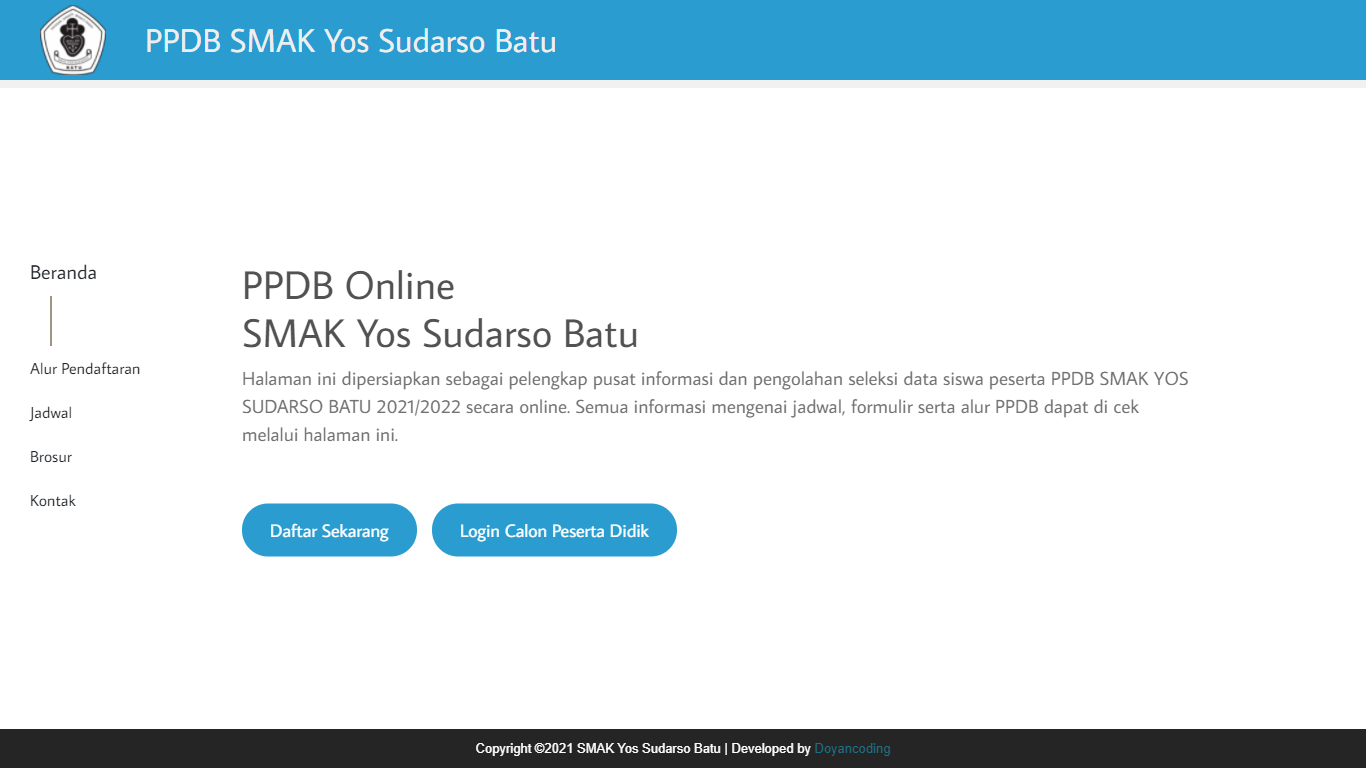 BATU
PPDB SMAK Yos Sudarso Batu
Beranda
Alur Pendaftaran
Jadwal
Brosur
Kontak
PPDB Online
SMAK Yos Sudarso Batu
Halaman ini dipersiapkan sebagai pelengkap pusat informasi dan pengolahan seleksi data siswa peserta PPDB SMAK YOS
SUDARSO BATU 2021/2022 secara online. Semua informasi mengenai jadwal, formulir serta alur PPDB dapat di cek
melalui halaman ini.
Daftar Sekarang
Login Calon Peserta Didik
Copyright ©2021 SMAK Yos Sudarso Batu | Developed by Doyancoding